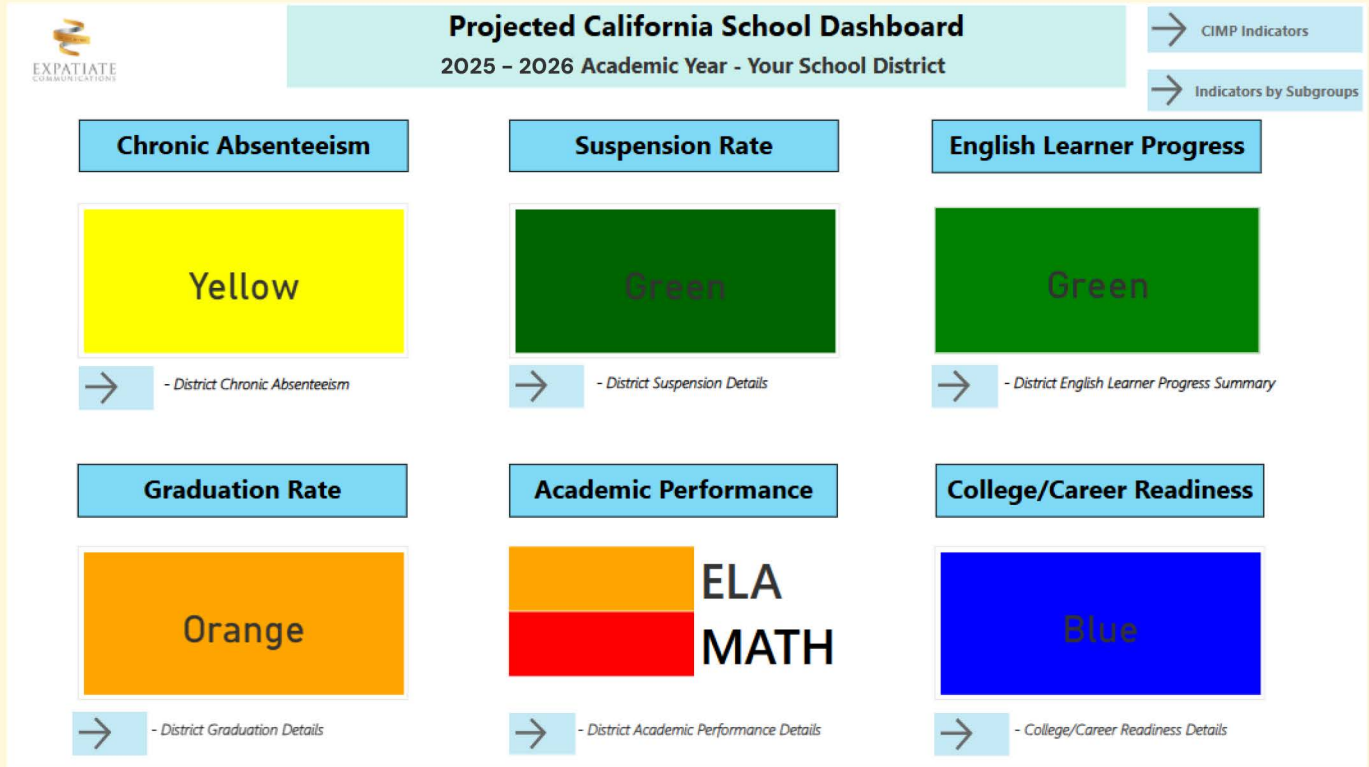 EXPATIATE
COMMUNICATIONS
Projected California School Dashboard
2025 – 2026 Academic Year - Your School District
CIMP Indicators
Indicators by Subgroups
Chronic Absenteeism
Suspension Rate
English Learner Progress
Yellow
Green
Green
- District Chronic Absenteeism
- District Suspension Details
- District English Learner Progress Summary
Graduation Rate
Academic Performance
College/Career Readiness
Orange
ELA
MATH
Blue
- District Graduation Details
- District Academic Performance Details
- College/Career Readiness Details